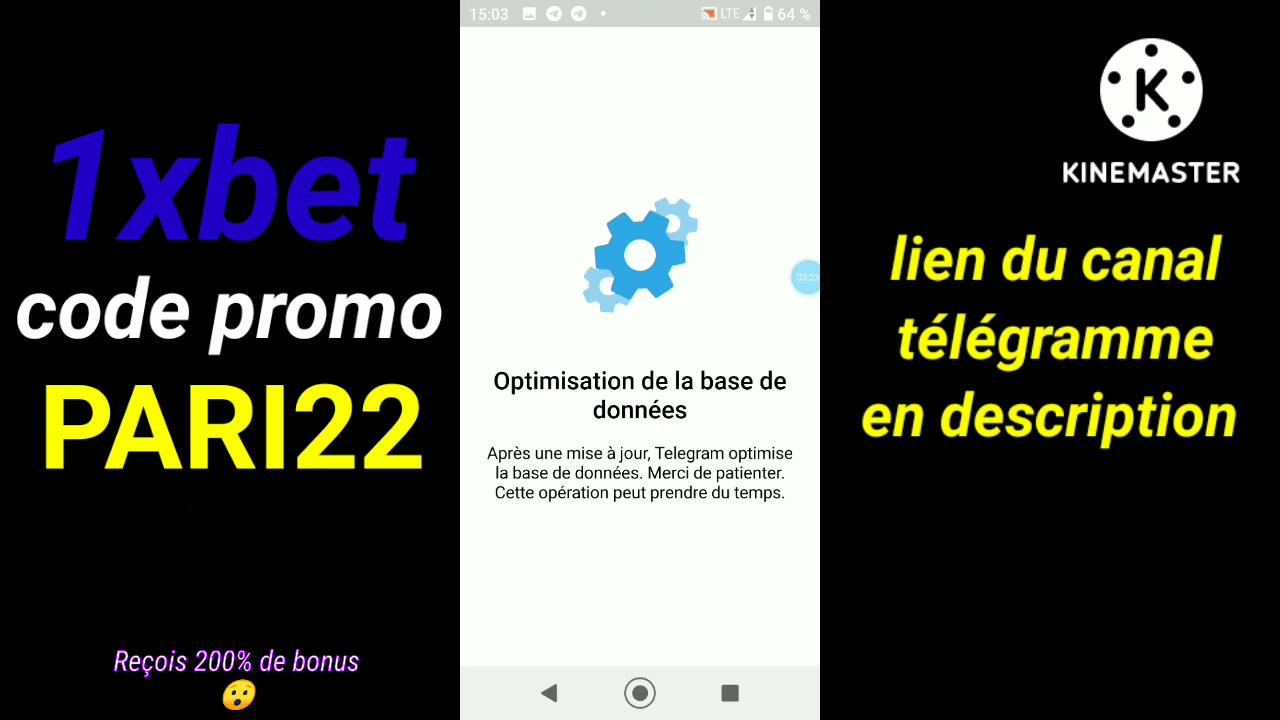 15:03
LTE
64 %
1xbet
code promo
PARI22
Reçois 200% de bonus
03:23
Optimisation de la base de
données
Après une mise à jour, Telegram optimise
la base de données. Merci de patienter.
Cette opération peut prendre du temps.
K
KINEMASTER
lien du canal
télégramme
en description